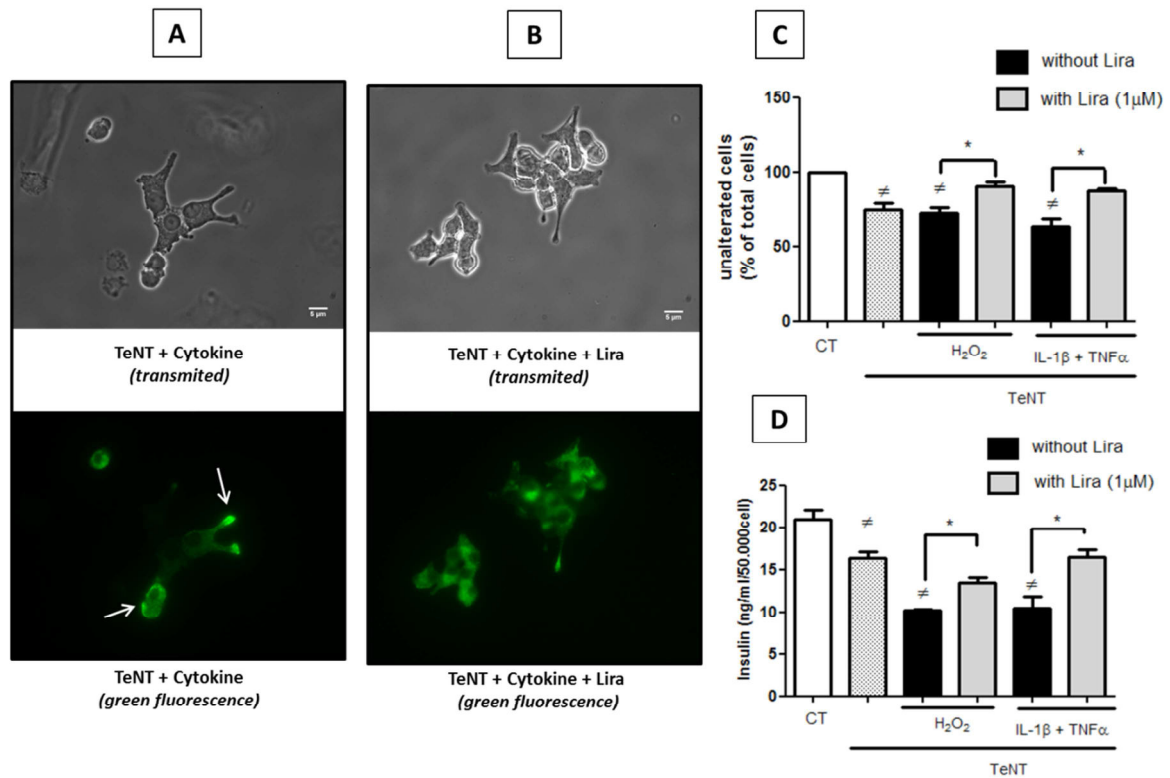 A
5 µm
TeNT + Cytokine
(transmited)
TeNT + Cytokine
(green fluorescence)
B
5 µm
TeNT + Cytokine + Lira
(transmited)
TeNT + Cytokine + Lira
(green fluorescence)
C
without Lira
with Lira (1µM)
unalterated cells
(% of total cells)
150
100
50
0
≠
≠
*
≠
*
CT
H₂O₂
IL-1β + TNFα
TeNT
D
without Lira
with Lira (1µM)
Insulin (ng/ml/50.000cell)
25
20
15
10
5
0
≠
≠
*
≠
*
CT
H₂O₂
IL-1β + TNFα
TeNT